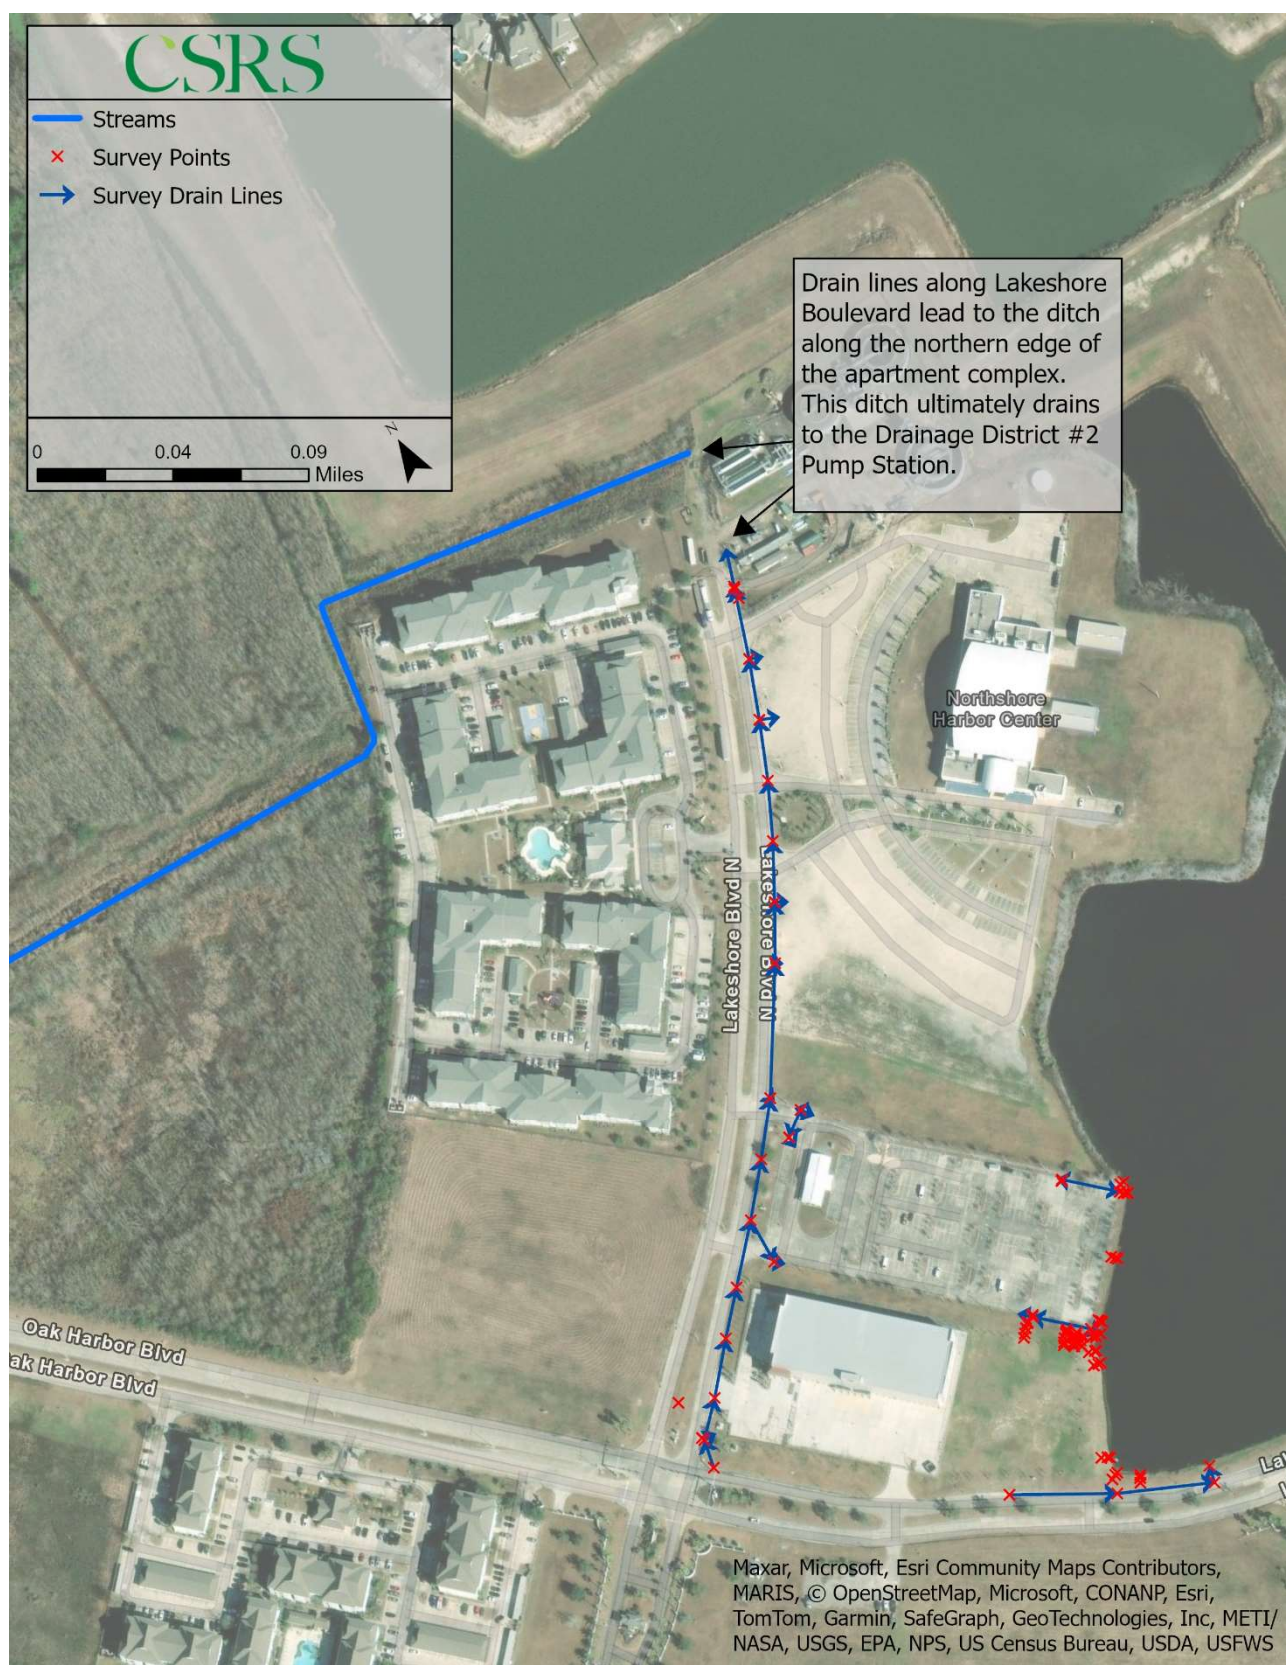 CSRS
Streams
Survey Points
Survey Drain Lines
N
0 0.04 0.09
Miles
Drain lines along Lakeshore
Boulevard lead to the ditch
along the northern edge of
the apartment complex.
This ditch ultimately drains
to the Drainage District #2
Pump Station.
Northshore
Harbor Center
Lakeshore Blvd N
Lakeshore Blvd N
Oak Harbor Blvd
ak Harbor Blvd
La
Maxar, Microsoft, Esri Community Maps Contributors,
MARIS, © OpenStreetMap, Microsoft, CONANP, Esri,
TomTom, Garmin, SafeGraph, GeoTechnologies, Inc, METI/
NASA, USGS, EPA, NPS, US Census Bureau, USDA, USFWS